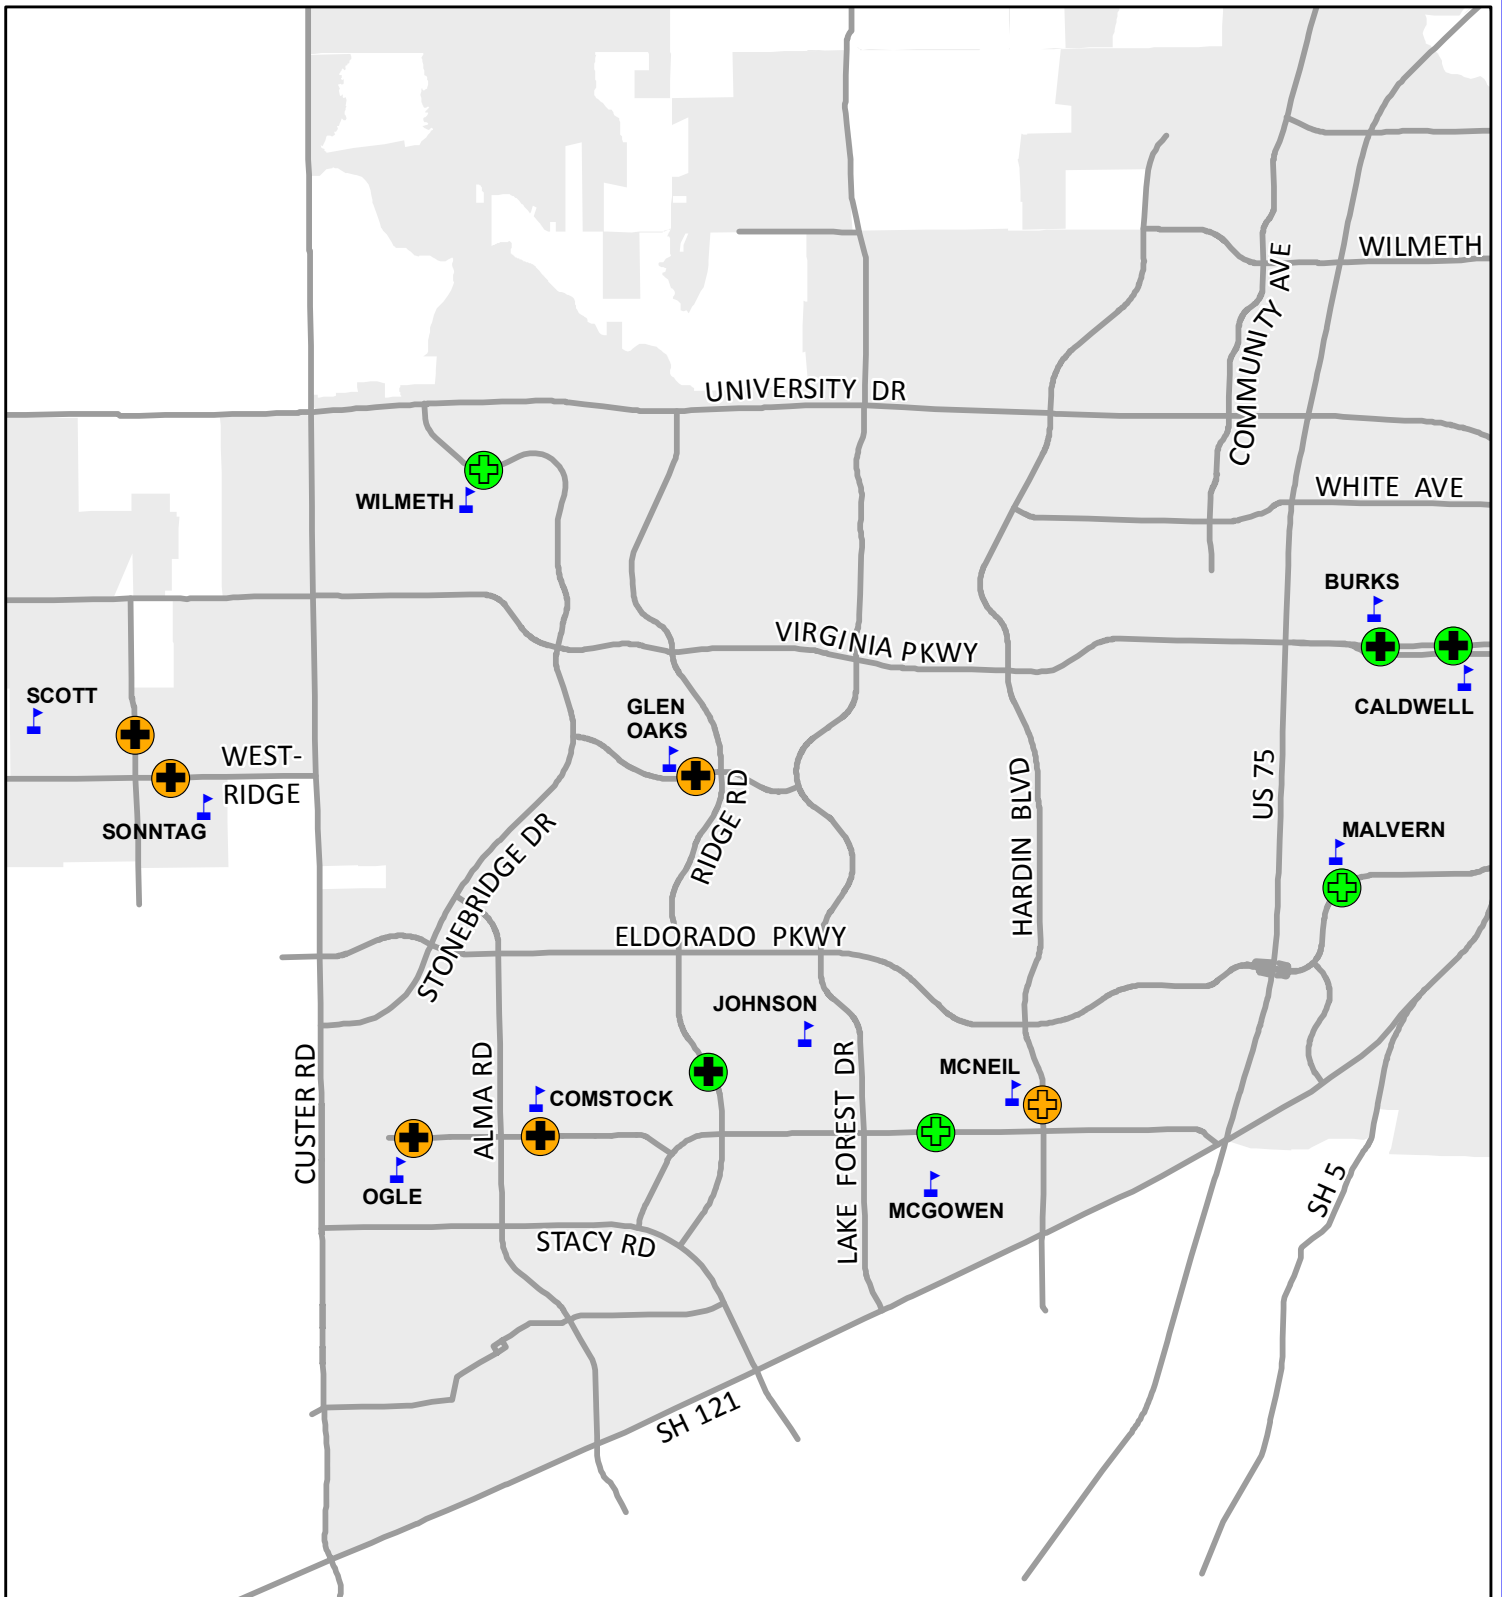 WILMETH
COMMUNITY AVE
UNIVERSITY DR
WHITE AVE
WILMETH
BURKS
VIRGINIA PKWY
SCOTT
GLEN
OAKS
CALDWELL
WEST-
RIDGE
SONNTAG
RIDGE RD
HARDIN BLVD
US 75
MALVERN
STONEBRIDGE DR
ELDORADO PKWY
JOHNSON
CUSTER RD
ALMA RD
COMSTOCK
LAKE FOREST DR
MCNEIL
OGLE
MCGOWEN
SH 5
STACY RD
SH 121